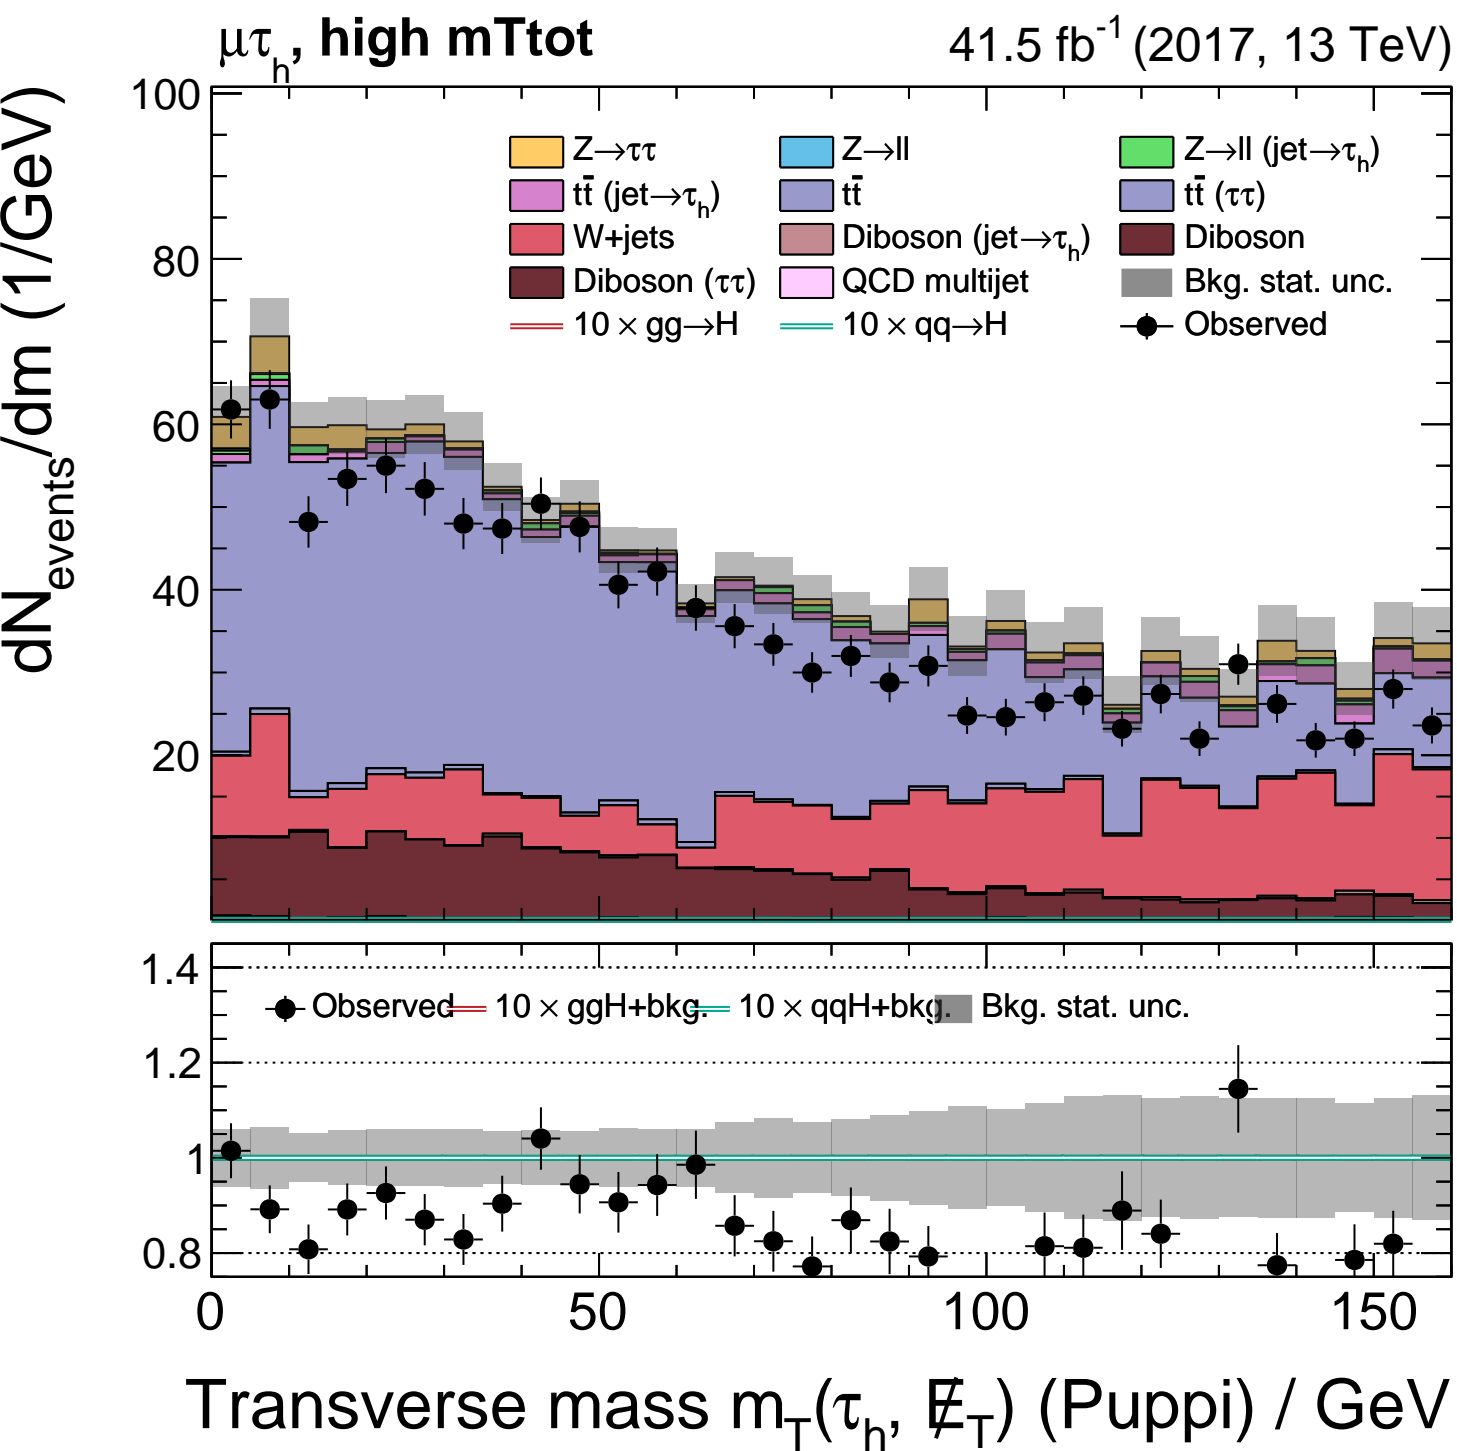 μτh, high mTtot 41.5 fb-1 (2017, 13 TeV)
dNevents/dm (1/GeV)
100
80
60
40
20
Z→ττ Z→ll Z→ll (jet→τh)
tt̄ (jet→τh) tt̄ tt̄ (ττ)
W+jets Diboson (jet→τh) Diboson
Diboson (ττ) QCD multijet Bkg. stat. unc.
10 × gg→H 10 × qq→H Observed
1.4
1.2
1
0.8
Observed 10 × ggH+bkg. 10 × qqH+bkg. Bkg. stat. unc.
0 50 100 150
Transverse mass mT(τh, E̸T) (Puppi) / GeV